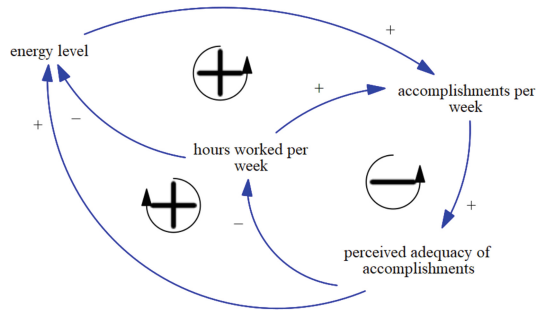 +
energy level
+
−
+
accomplishments per
week
hours worked per
week
+
−
+
−
+
perceived adequacy of
accomplishments